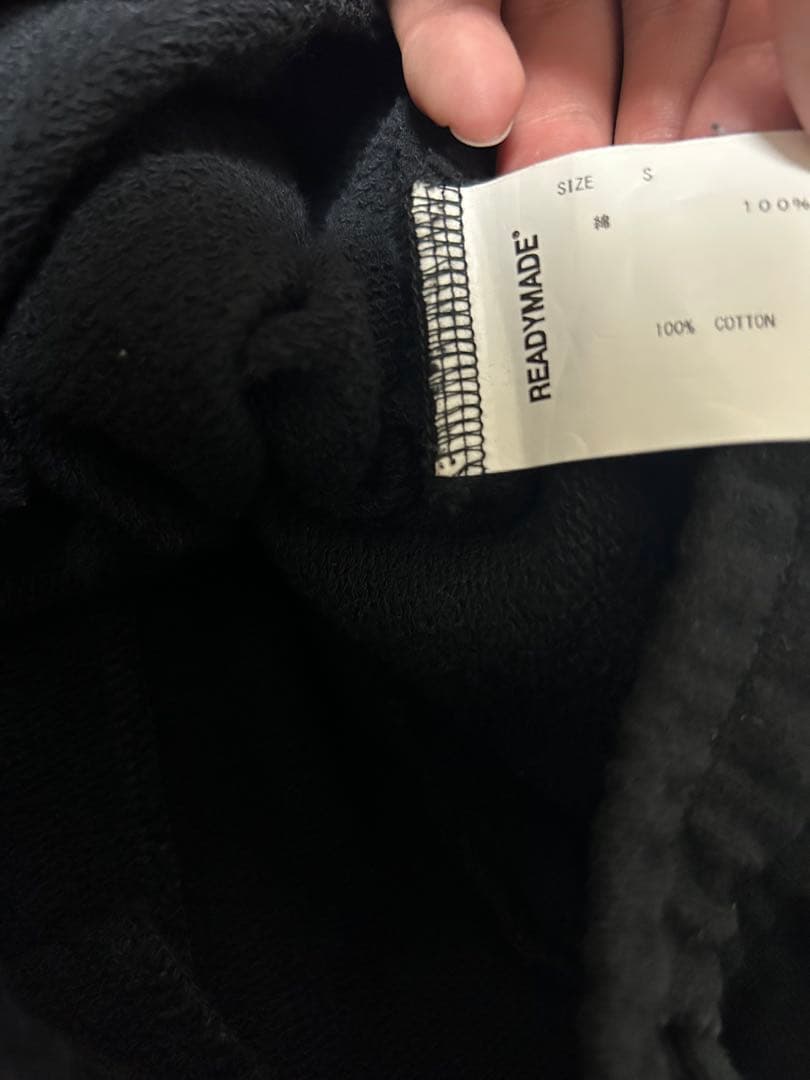 SIZE S
綿 100%
READYMADE®
100% COTTON